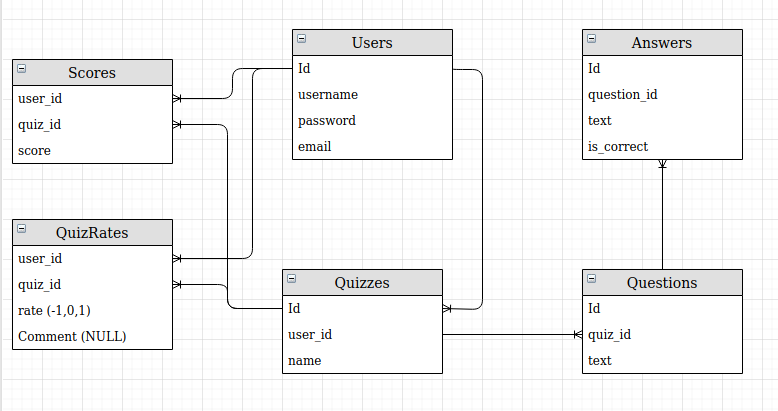 Scores
user_id
quiz_id
score
Users
Id
username
password
email
Answers
Id
question_id
text
is_correct
QuizRates
user_id
quiz_id
rate (-1,0,1)
Comment (NULL)
Quizzes
Id
user_id
name
Questions
Id
quiz_id
text